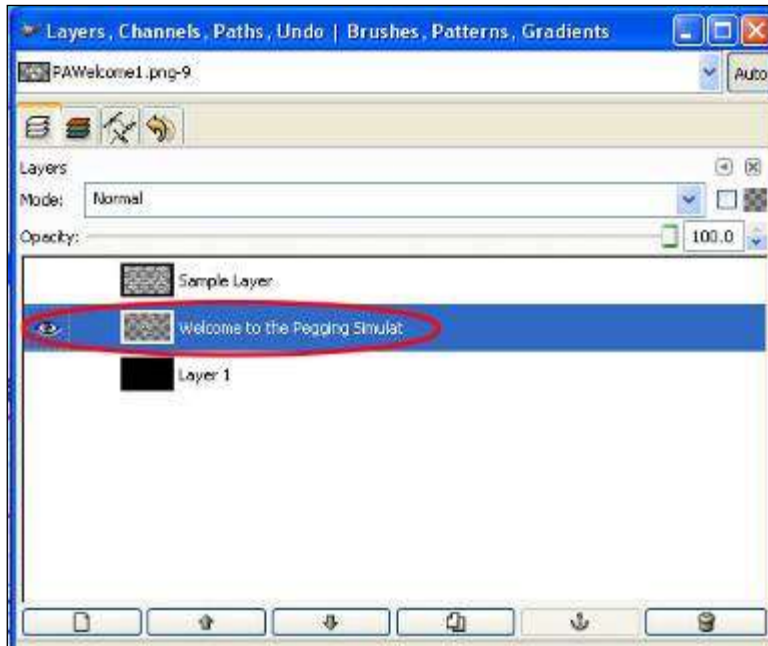 Layers, Channels, Paths, Undo | Brushes, Patterns, Gradients
PAWelcome1.png-9
Auto
Layers
Mode: Normal
Opacity: 100.0
Sample Layer
Welcome to the Pegging Simulat
Layer 1